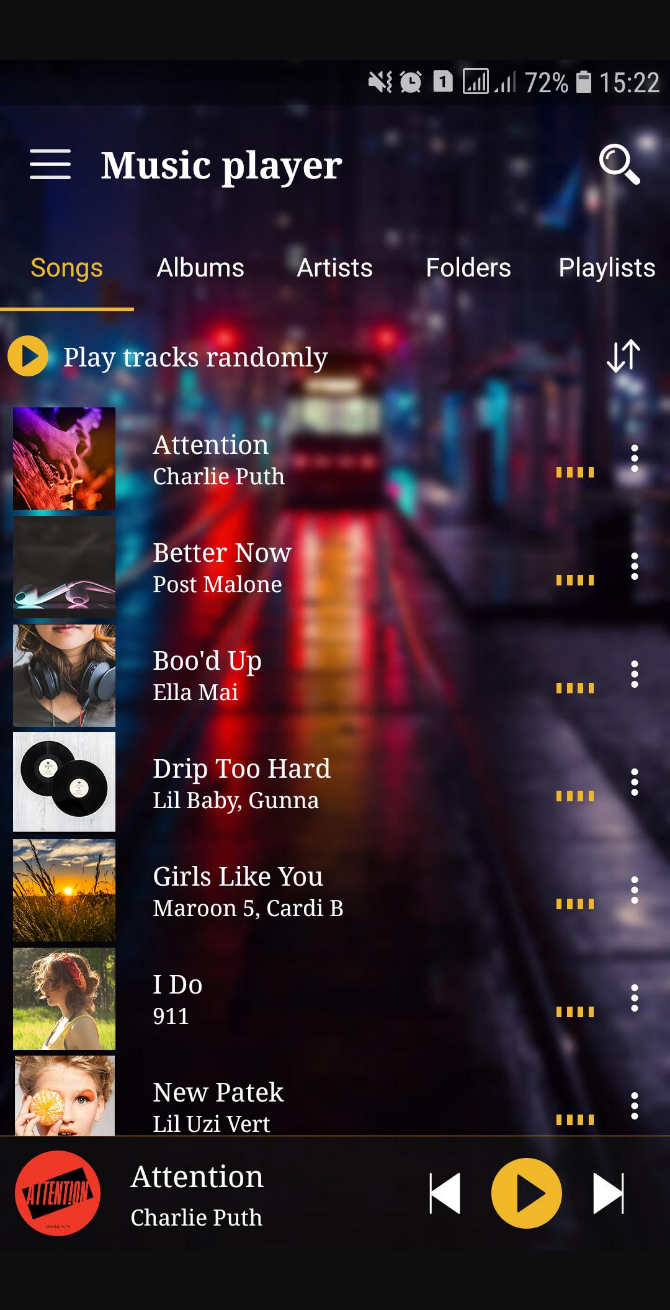 1 72% 15:22
Music player
Songs Albums Artists Folders Playlists
Play tracks randomly
Attention
Charlie Puth
Better Now
Post Malone
Boo'd Up
Ella Mai
Drip Too Hard
Lil Baby, Gunna
Girls Like You
Maroon 5, Cardi B
I Do
911
New Patek
Lil Uzi Vert
ATTENTION
Attention
Charlie Puth